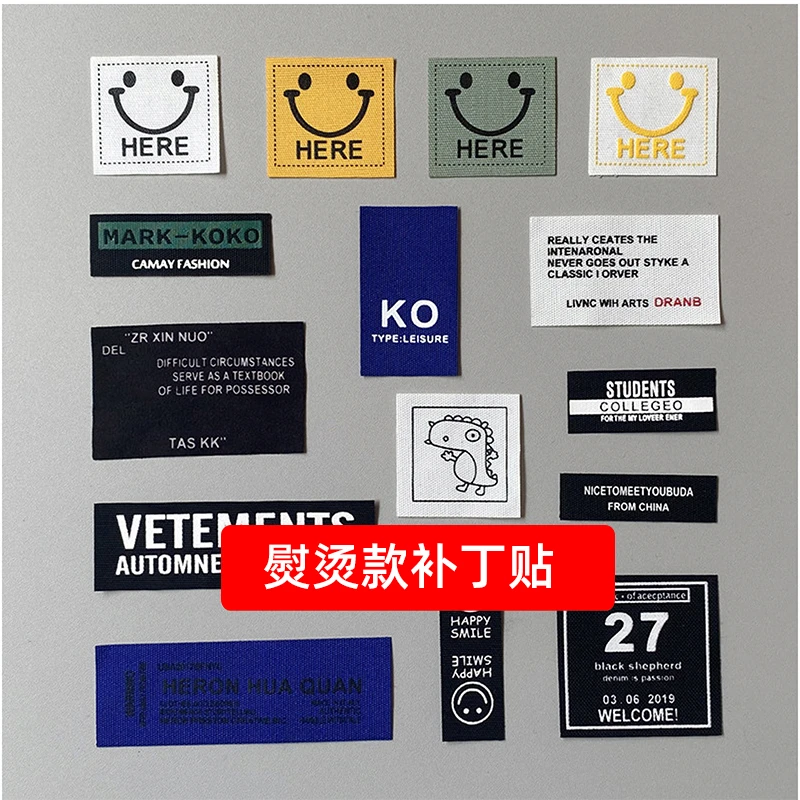 HERE
HERE
HERE
HERE
MARK-KOKO
CAMAY FASHION
KO
TYPE:LEISURE
REALLY CEATES THE
INTENARONAL
NEVER GOES OUT STYKE A
CLASSIC I ORVER
LIVNC WIH ARTS DRANB
"ZR XIN NUO"
DEL
DIFFICULT CIRCUMSTANCES
SERVE AS A TEXTBOOK
OF LIFE FOR POSSESSOR
TAS KK"
STUDENTS
COLLEGEO
FOR THE MY LOVEER ENER
NICETOMEETYOUBUDA
FROM CHINA
VETEMENTS
AUTOMNE
熨烫款补丁贴
HAPPY
SMILE
HAPPY
SMILE
of acecptance
27
black shepherd
denim is passion
03.06 2019
WELCOME!
HERON HUA QUAN